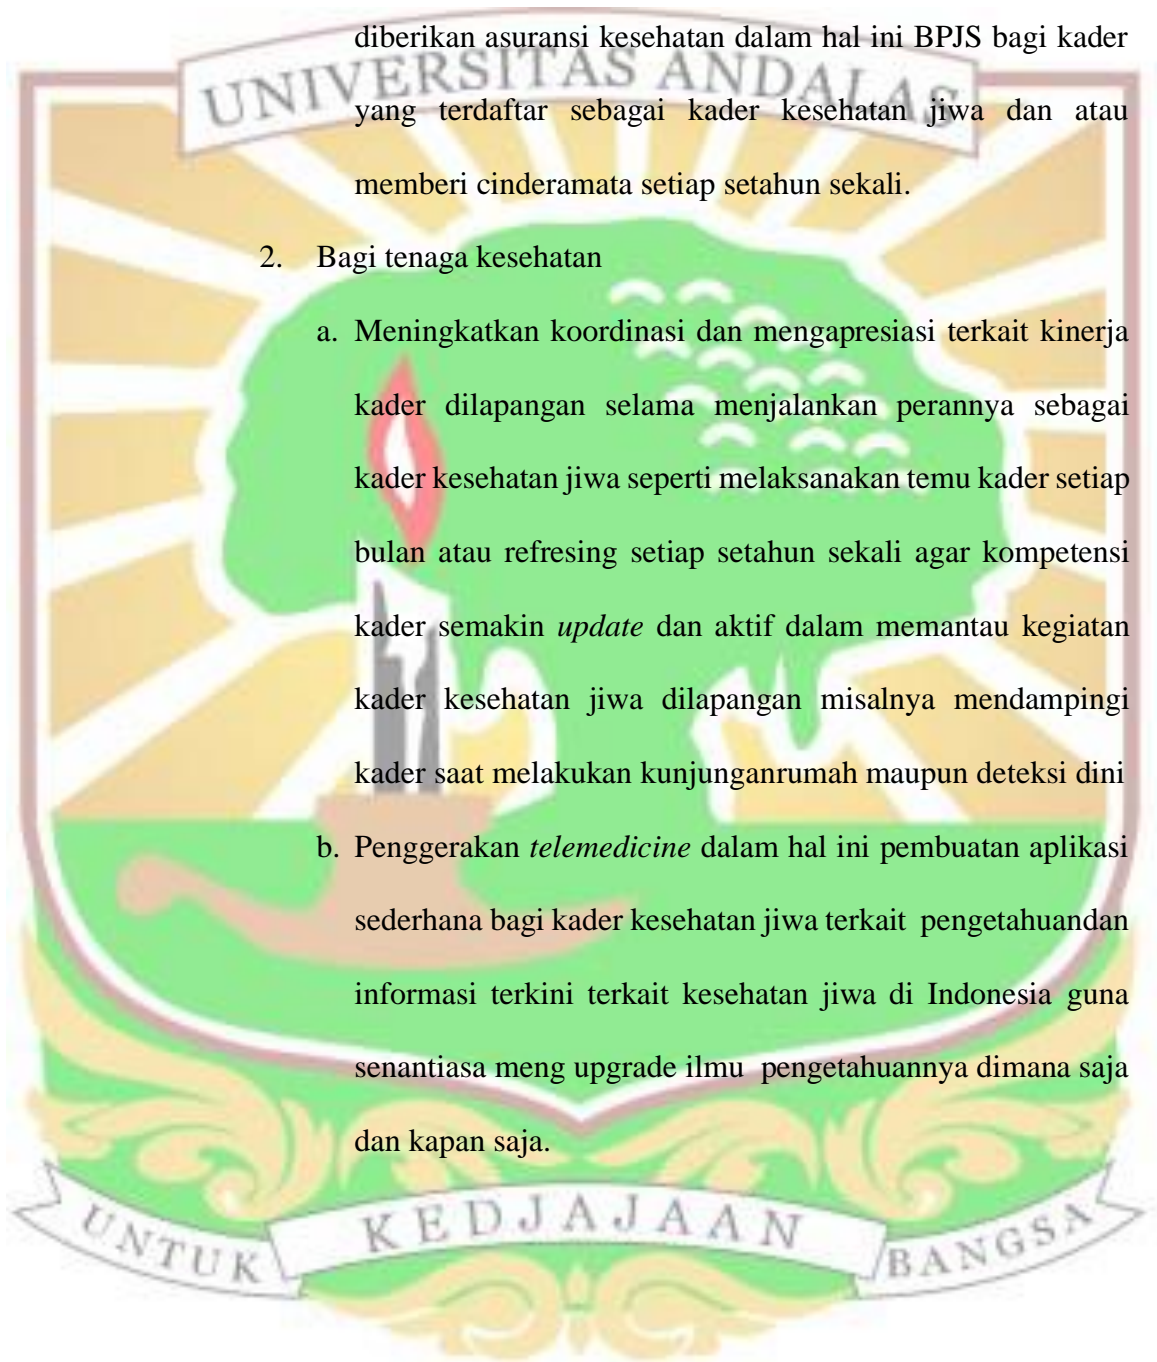 diberikan asuransi kesehatan dalam hal ini BPJS bagi kader
UNIVERSITAS ANDALAS
yang terdaftar sebagai kader kesehatan jiwa dan atau
memberi cinderamata setiap setahun sekali.
2. Bagi tenaga kesehatan
a. Meningkatkan koordinasi dan mengapresiasi terkait kinerja
kader dilapangan selama menjalankan perannya sebagai
kader kesehatan jiwa seperti melaksanakan temu kader setiap
bulan atau refresing setiap setahun sekali agar kompetensi
kader semakin update dan aktif dalam memantau kegiatan
kader kesehatan jiwa dilapangan misalnya mendampingi
kader saat melakukan kunjunganrumah maupun deteksi dini
b. Penggerakan telemedicine dalam hal ini pembuatan aplikasi
sederhana bagi kader kesehatan jiwa terkait pengetahuandan
informasi terkini terkait kesehatan jiwa di Indonesia guna
senantiasa meng upgrade ilmu pengetahuannya dimana saja
dan kapan saja.
UNTUK KEDJAJAAN BANGSA